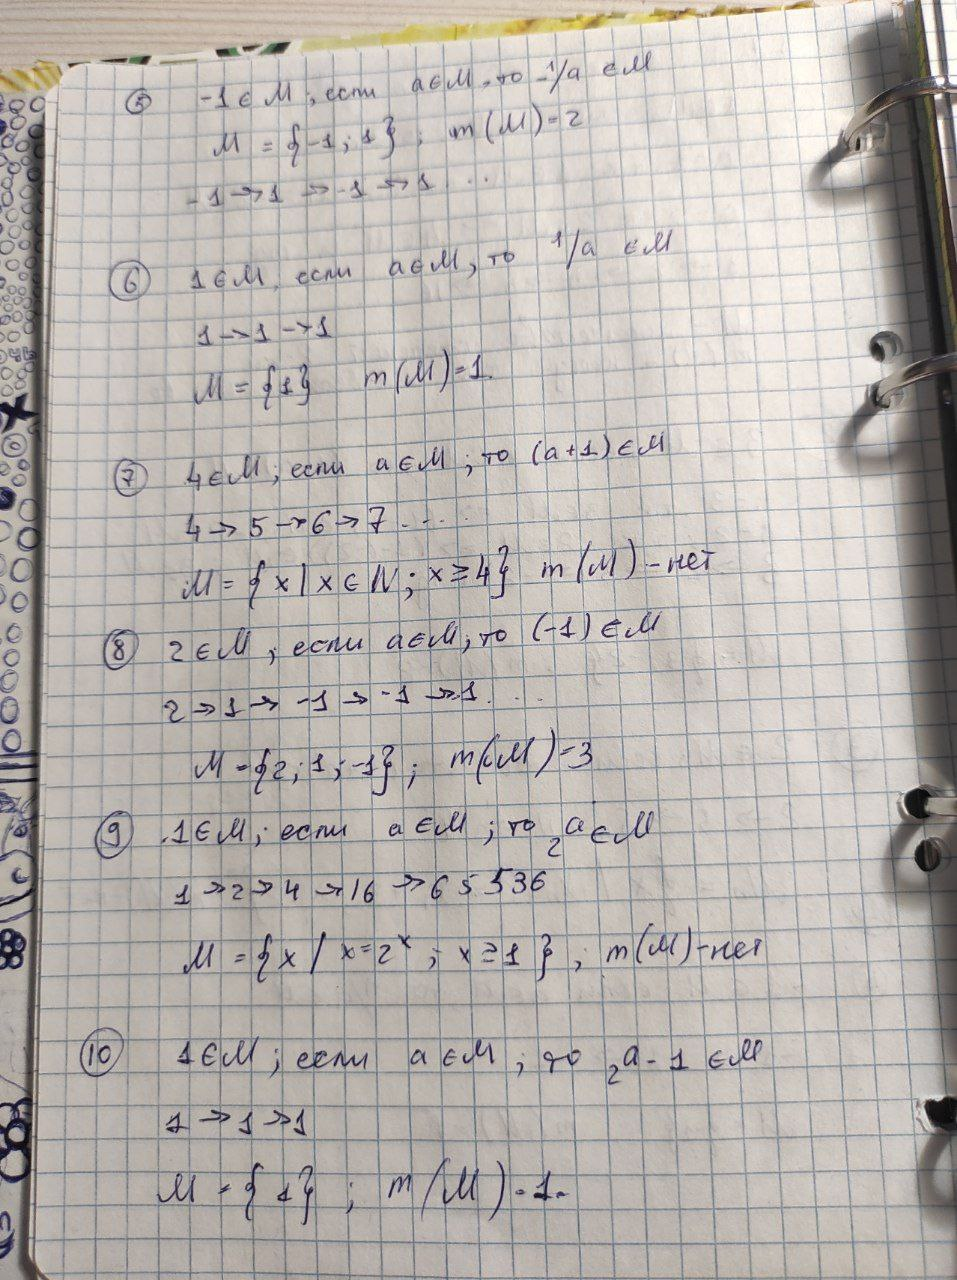 ⑤ -1 ∈ M, если a ∈ M, то -1/a ∈ M
M = {-1; 1}; m(M)=2
-1→1→-1→1...
⑥ 1 ∈ M, если a ∈ M, то 1/a ∈ M
1→1→1
M = {1} m(M)=1.
⑦ 4 ∈ M; если a ∈ M; то (a+1) ∈ M
4→5→6→7....
M = {x | x ∈ N; x ≥ 4} m(M) - нет
⑧ 2 ∈ M; если a ∈ M, то (-1) ∈ M
2→1→-1→-1→1...
M = {2; 1; -1}; m(M)=3
⑨ 1 ∈ M; если a ∈ M; то 2ᵃ ∈ M
1→2→4→16→65536
M = {x / x=2ˣ; x ≥ 1}; m(M)-нет
⑩ 1 ∈ M; если a ∈ M; то 2ᵃ-1 ∈ M
1→1→1
M = {1}; m(M)=1.